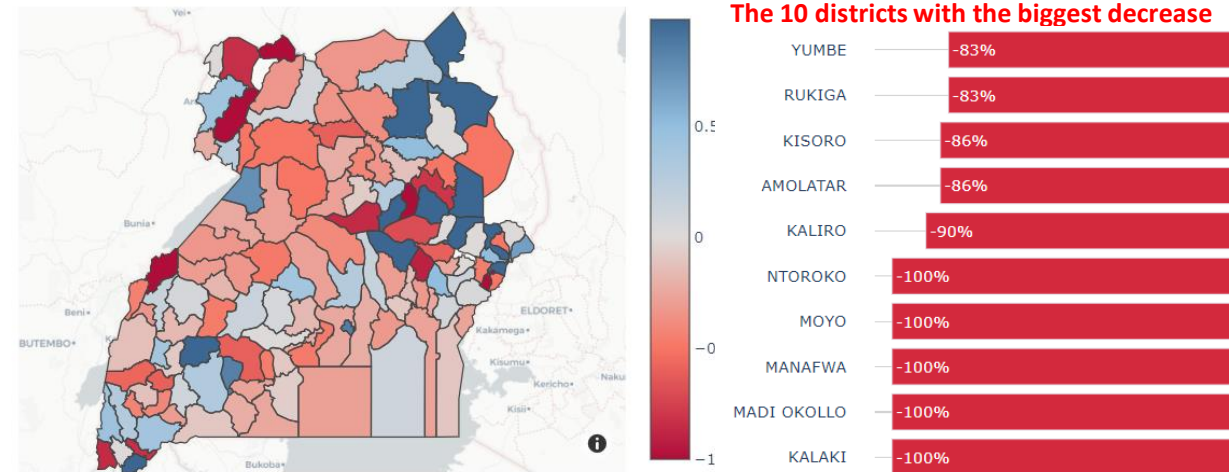 The 10 districts with the biggest decrease
Yei•
Bunia•
Beni•
BUTEMBO•
Bukoba•
ELDORET•
Kakamega•
Kisumu•
Kericho•
Kisii•
0
−1
YUMBE -83%
RUKIGA -83%
KISORO -86%
AMOLATAR -86%
KALIRO -90%
NTOROKO -100%
MOYO -100%
MANAFWA -100%
MADI OKOLLO -100%
KALAKI -100%